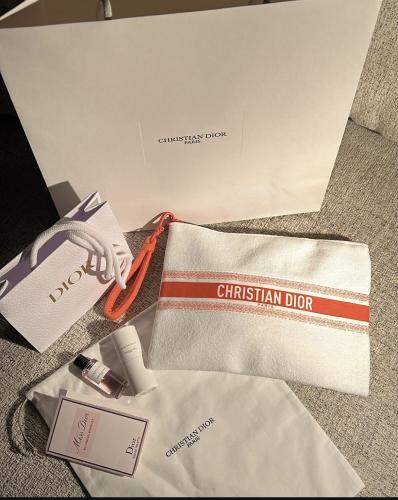 CHRISTIAN DIOR
PARIS
DIOR
CHRISTIAN DIOR
PARIS
Miss Dior
Dior
CHRISTIAN DIOR
PARIS